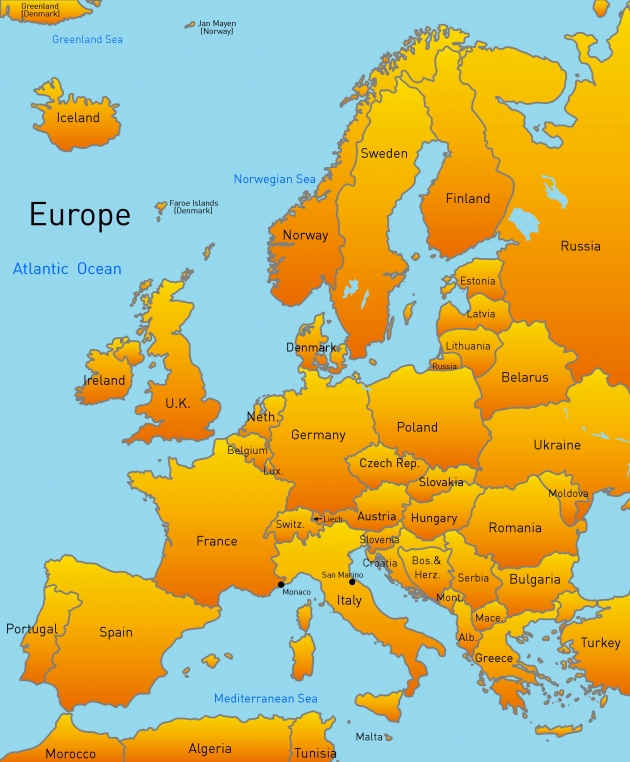 Greenland
[Denmark]
Jan Mayen
[Norway]
Greenland Sea
Iceland
Sweden
Norwegian Sea
Finland
Faroe Islands
[Denmark]
Europe
Norway
Russia
Atlantic Ocean
Estonia
Latvia
Denmark
Lithuania
Russia
Ireland
Belarus
U.K.
Neth.
Germany
Poland
Ukraine
Belgium
Czech Rep.
Lux.
Slovakia
Moldova
Switz.
Liech
Austria
Hungary
Romania
France
Slovenia
Croatia
Bos.&
Herz.
San Marino
Serbia
Bulgaria
Monaco
Italy
Mont.
Mace.
Portugal
Spain
Alb.
Turkey
Greece
Mediterranean Sea
Malta
Morocco
Algeria
Tunisia